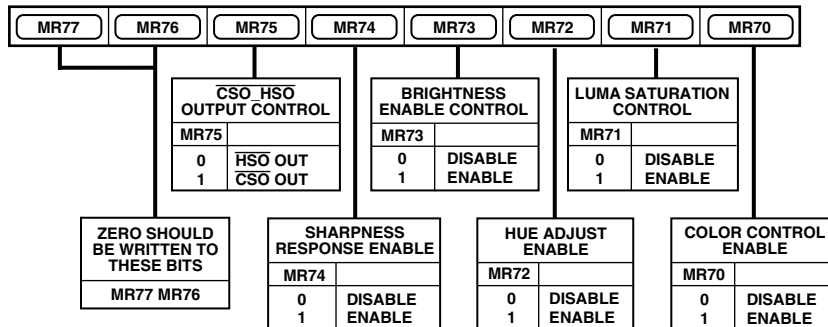 MR77 MR76 MR75 MR74 MR73 MR72 MR71 MR70
CSO_HSO
OUTPUT CONTROL
MR75
0 HSO OUT
1 CSO OUT
BRIGHTNESS
ENABLE CONTROL
MR73
0 DISABLE
1 ENABLE
LUMA SATURATION
CONTROL
MR71
0 DISABLE
1 ENABLE
ZERO SHOULD
BE WRITTEN TO
THESE BITS
MR77 MR76
SHARPNESS
RESPONSE ENABLE
MR74
0 DISABLE
1 ENABLE
HUE ADJUST
ENABLE
MR72
0 DISABLE
1 ENABLE
COLOR CONTROL
ENABLE
MR70
0 DISABLE
1 ENABLE